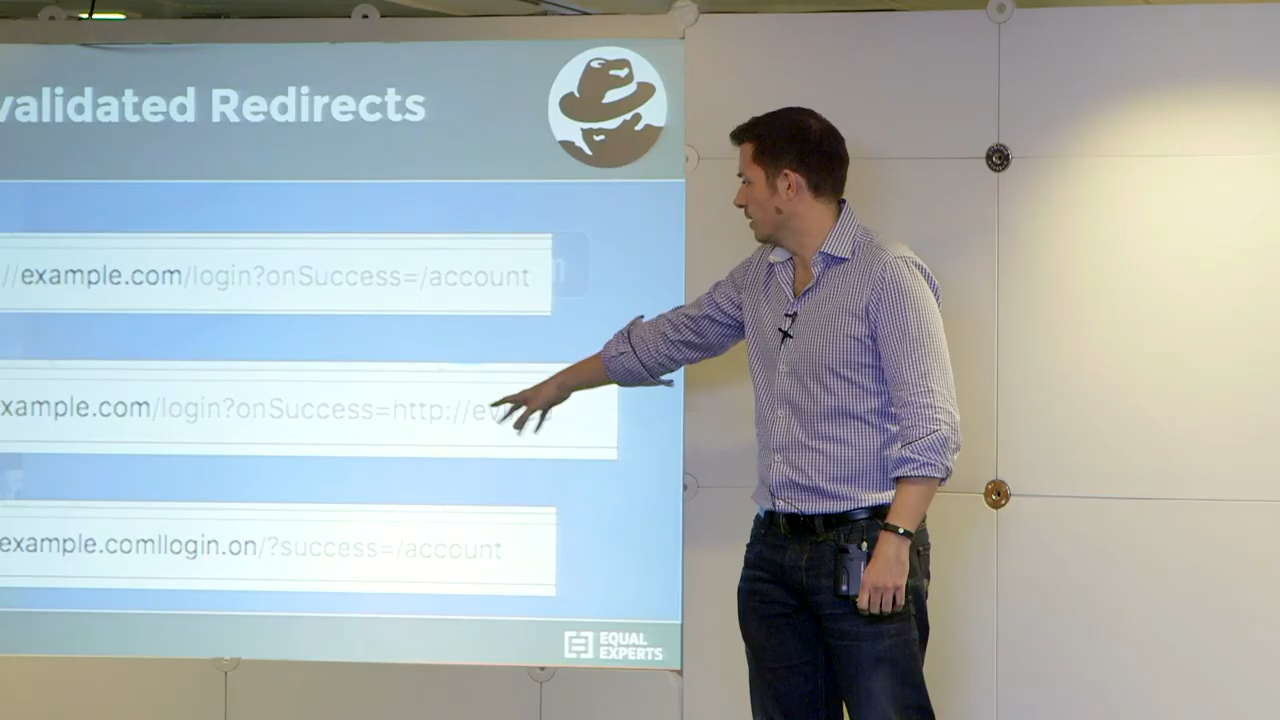 validated Redirects
//example.com/login?onSuccess=/account
xample.com/login?onSuccess=http://ev
example.comllogin.on/?success=/account
EQUAL
EXPERTS